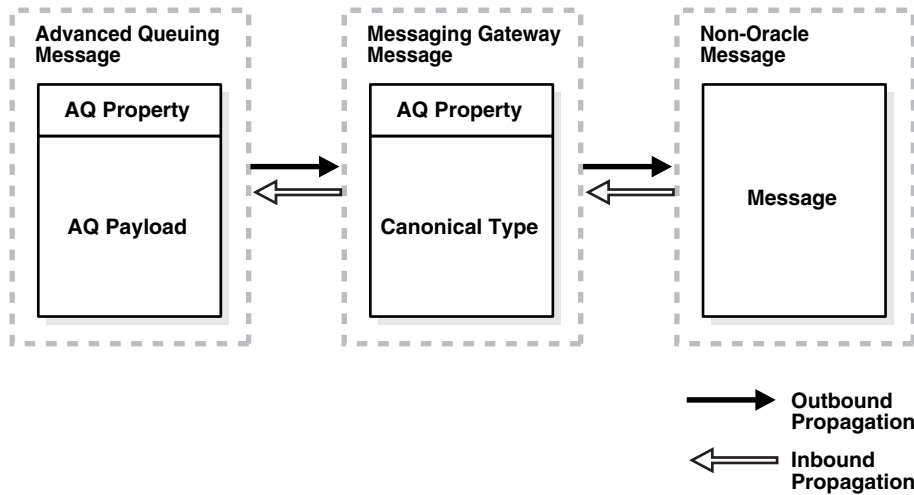 Advanced Queuing
Message
AQ Property
AQ Payload
Messaging Gateway
Message
AQ Property
Canonical Type
Non-Oracle
Message
Message
Outbound
Propagation
Inbound
Propagation